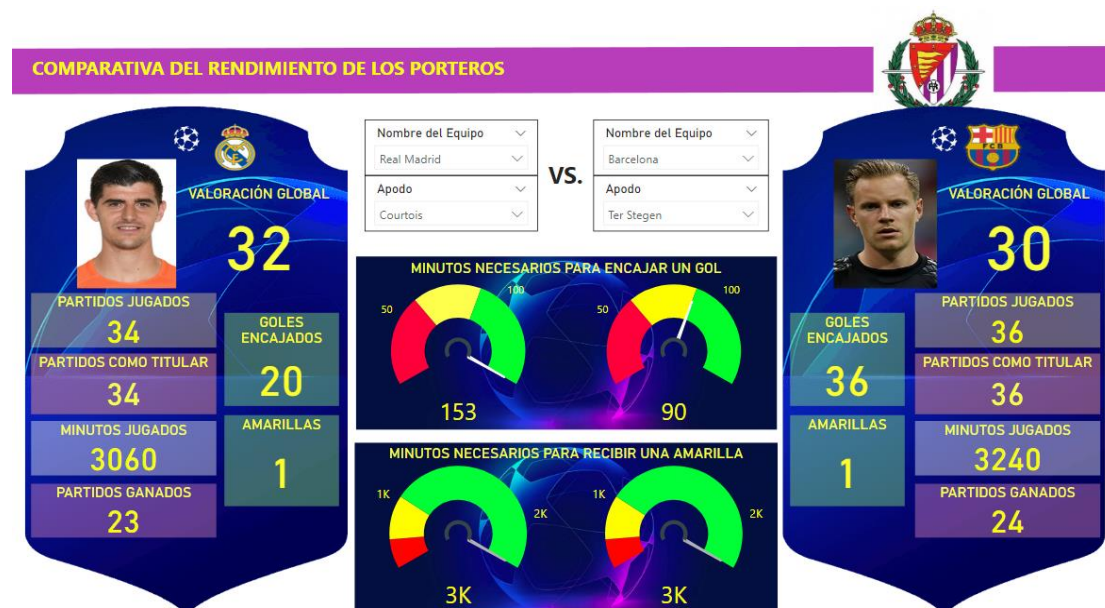 COMPARATIVA DEL RENDIMIENTO DE LOS PORTEROS
VALORACIÓN GLOBAL
32
PARTIDOS JUGADOS
34
PARTIDOS COMO TITULAR
34
MINUTOS JUGADOS
3060
PARTIDOS GANADOS
23
GOLES
ENCAJADOS
20
AMARILLAS
1
Nombre del Equipo
Real Madrid
Apodo
Courtois
VS.
Nombre del Equipo
Barcelona
Apodo
Ter Stegen
MINUTOS NECESARIOS PARA ENCAJAR UN GOL
50
100
153
50
100
90
MINUTOS NECESARIOS PARA RECIBIR UNA AMARILLA
1K
2K
3K
1K
2K
3K
FCB
VALORACIÓN GLOBAL
30
GOLES
ENCAJADOS
36
AMARILLAS
1
PARTIDOS JUGADOS
36
PARTIDOS COMO TITULAR
36
MINUTOS JUGADOS
3240
PARTIDOS GANADOS
24